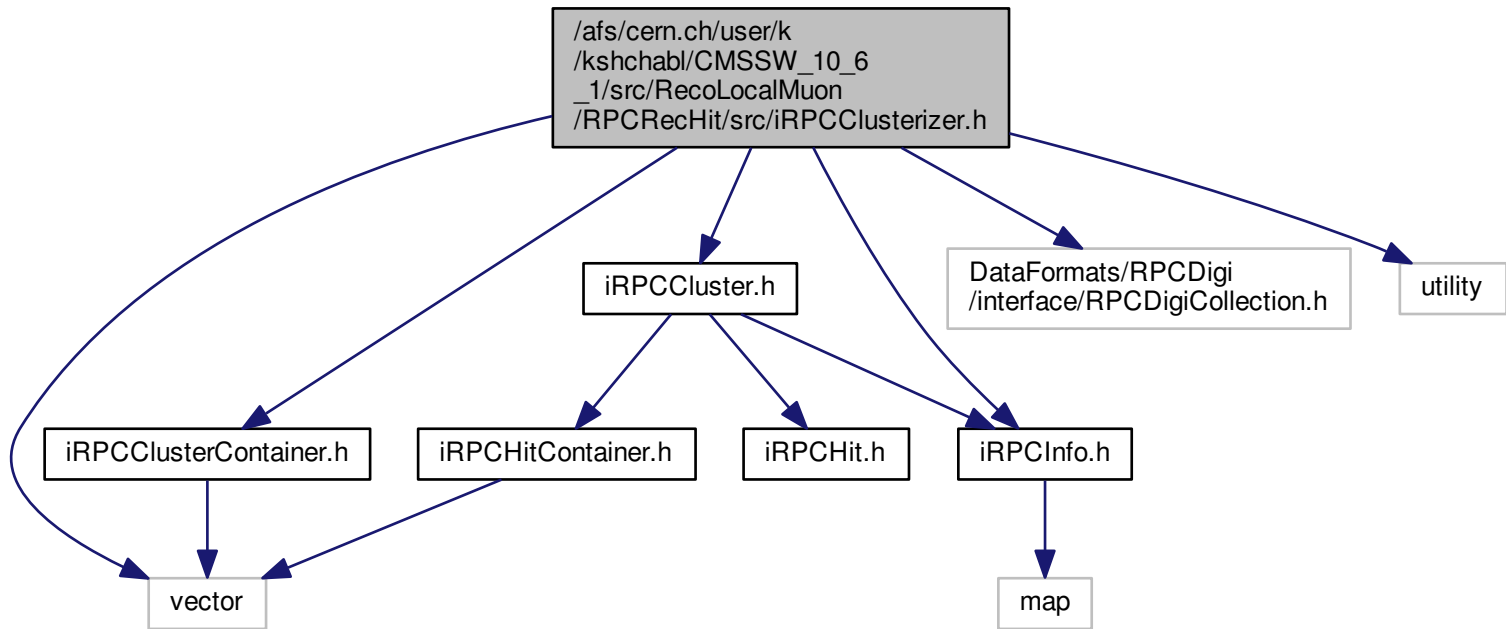 /afs/cern.ch/user/k
/kshchabl/CMSSW_10_6
_1/src/RecoLocalMuon
/RPCRecHit/src/iRPCClusterizer.h
iRPCCluster.h
DataFormats/RPCDigi
/interface/RPCDigiCollection.h
utility
iRPCClusterContainer.h
iRPCHitContainer.h
iRPCHit.h
iRPCInfo.h
vector
map